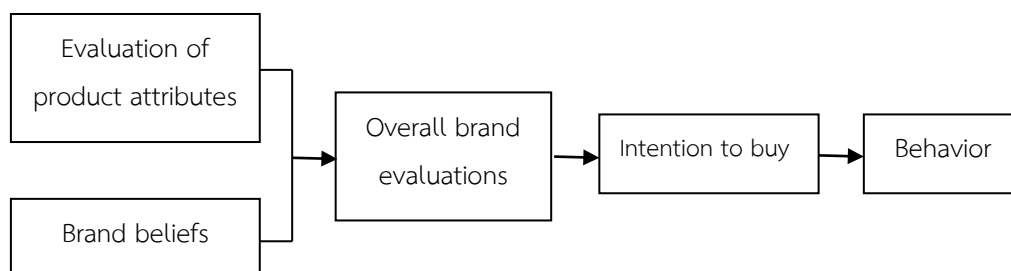 Evaluation of
product attributes
Brand beliefs
Overall brand
evaluations
Intention to buy
Behavior